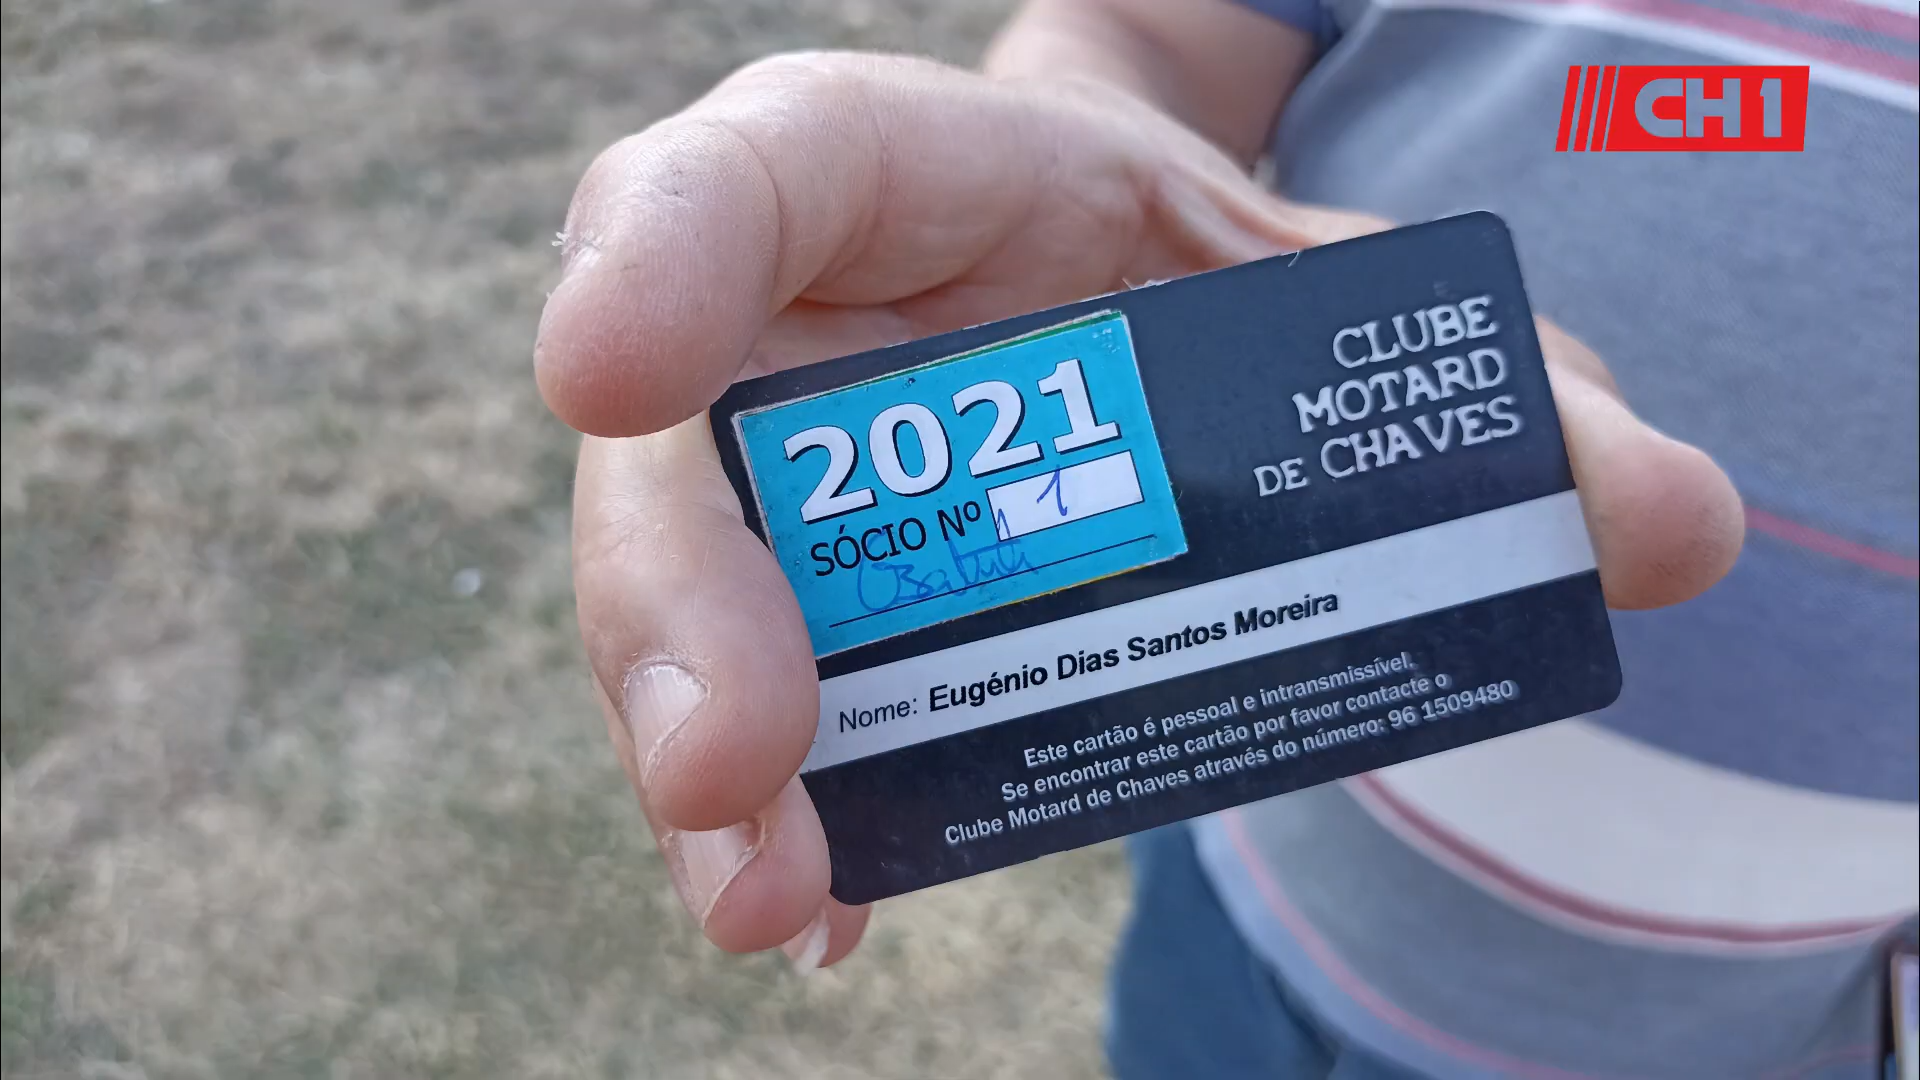 CH1
CLUBE
MOTARD
DE CHAVES
2021
SÓCIO Nº 1
Nome: Eugénio Dias Santos Moreira
Este cartão é pessoal e intransmissível.
Se encontrar este cartão por favor contacte o
Clube Motard de Chaves através do número: 96 1509480